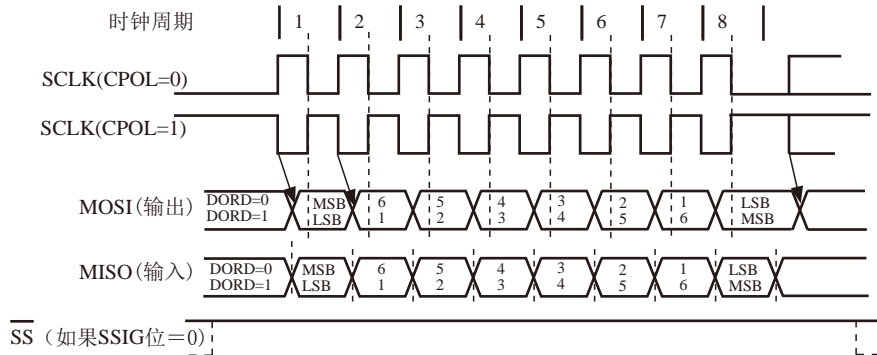 时钟周期 1 2 3 4 5 6 7 8
SCLK(CPOL=0)
SCLK(CPOL=1)
MOSI(输出)
DORD=0 MSB 6 5 4 3 2 1 LSB
DORD=1 LSB 1 2 3 4 5 6 MSB
MISO(输入)
DORD=0 MSB 6 5 4 3 2 1 LSB
DORD=1 LSB 1 2 3 4 5 6 MSB
SS（如果SSIG位＝0）